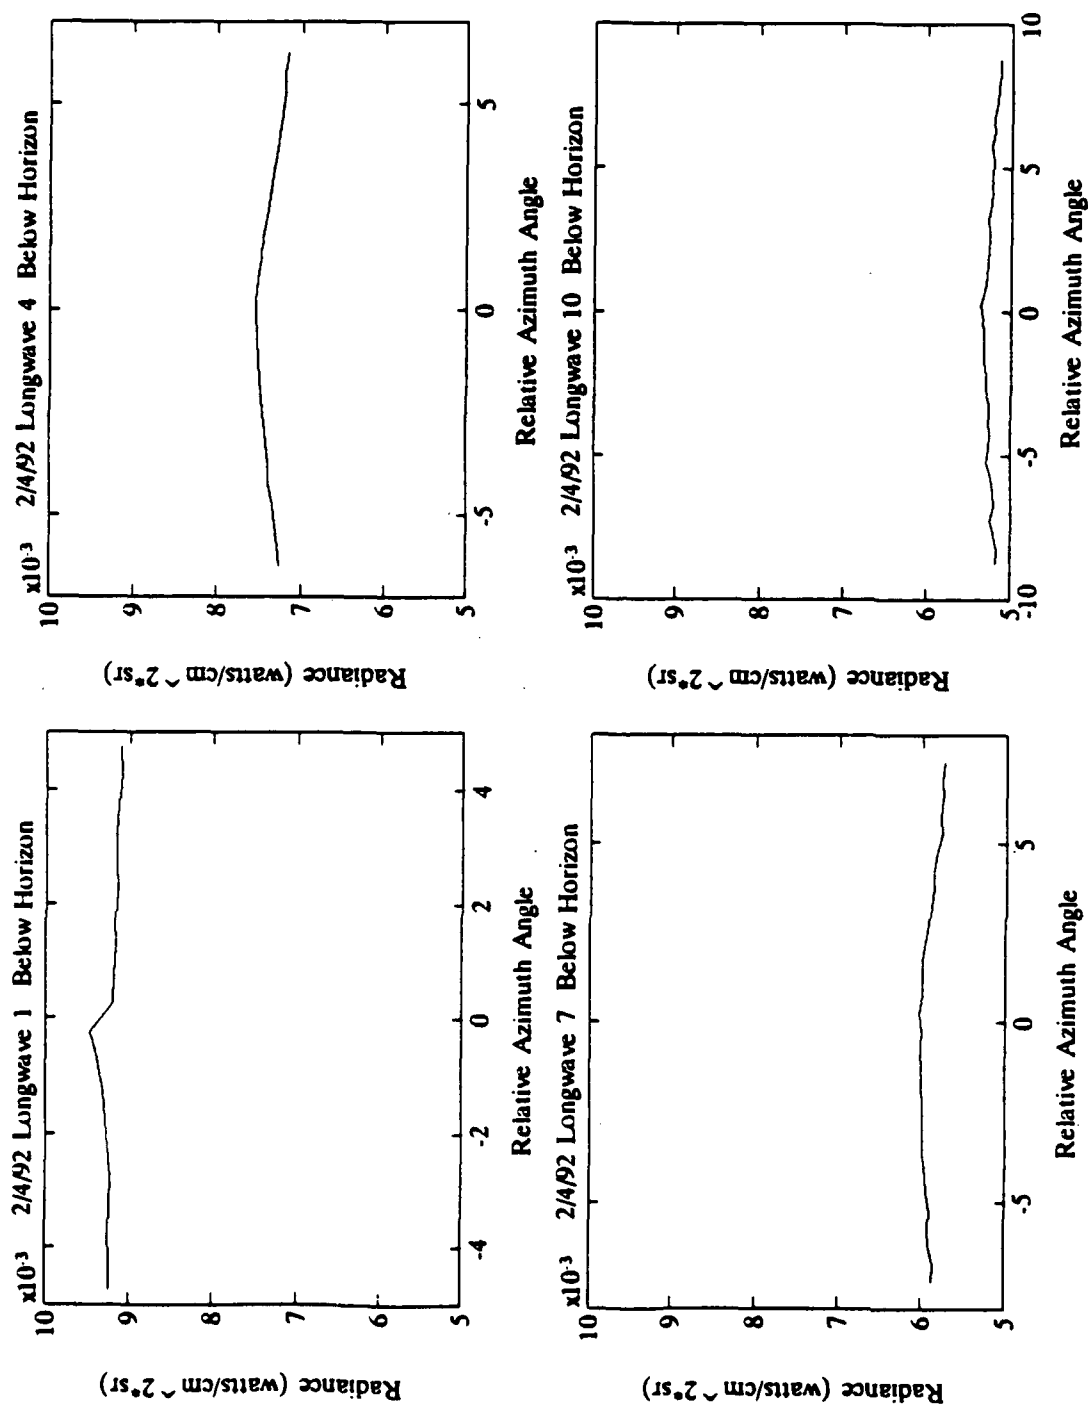 x10-3 2/4/92 Longwave 1 Below Horizon
10
9
8
7
6
5
-4 -2 0 2 4
Relative Azimuth Angle
Radiance (watts/cm^2*sr)
x10-3 2/4/92 Longwave 4 Below Horizon
10
9
8
7
6
5
-5 0 5
Relative Azimuth Angle
Radiance (watts/cm^2*sr)
x10-3 2/4/92 Longwave 7 Below Horizon
10
9
8
7
6
5
-5 0 5
Relative Azimuth Angle
Radiance (watts/cm^2*sr)
x10-3 2/4/92 Longwave 10 Below Horizon
10
9
8
7
6
5
-10 -5 0 5 10
Relative Azimuth Angle
Radiance (watts/cm^2*sr)